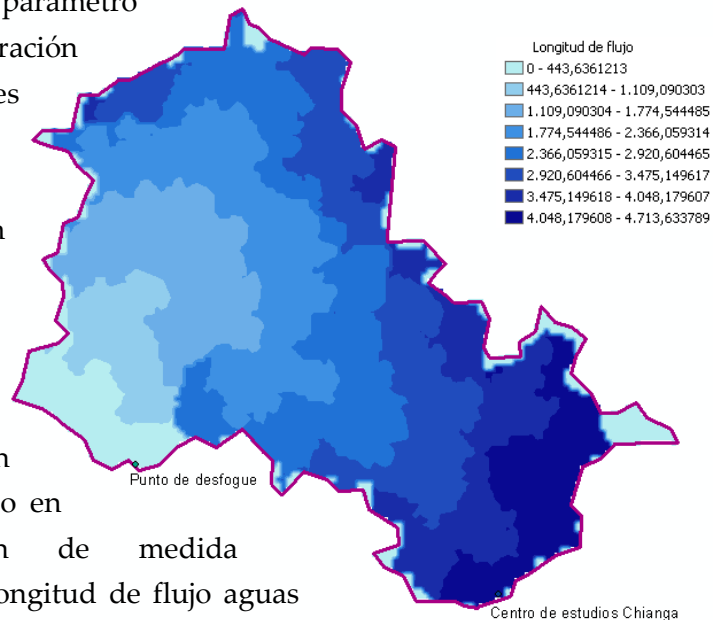 parámetro
ración
es
Longitud de flujo
0 - 443,6361213
443,6361214 - 1.109,090303
1.109,090304 - 1.774,544485
1.774,544486 - 2.366,059314
2.366,059315 - 2.920,604465
2.920,604466 - 3.475,149617
3.475,149618 - 4.048,179607
4.048,179608 - 4.713,633789
n
Punto de desfogue
n
o en
n de medida
ongitud de flujo aguas
Centro de estudios Chianga